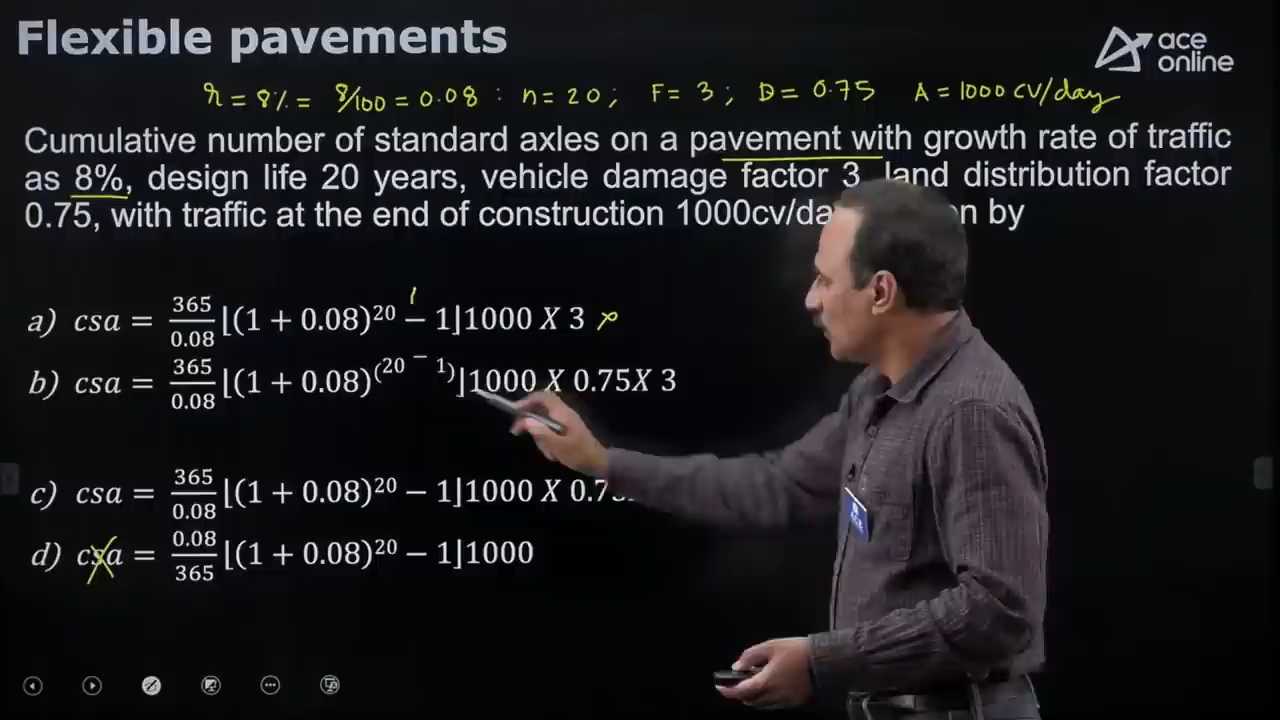 Flexible pavements
ace
online
r = 8% = 8/100 = 0.08 : n = 20 ; F = 3 ; D = 0.75 A = 1000 cv/day
Cumulative number of standard axles on a pavement with growth rate of traffic
as 8%, design life 20 years, vehicle damage factor 3, land distribution factor
0.75, with traffic at the end of construction 1000cv/da by
a) csa = 365/0.08 ⌊(1 + 0.08)^20 − 1⌋1000 X 3
b) csa = 365/0.08 ⌊(1 + 0.08)^(20 − 1)⌋1000 X 0.75X 3
c) csa = 365/0.08 ⌊(1 + 0.08)^20 − 1⌋1000 X 0.7
d) csa = 0.08/365 ⌊(1 + 0.08)^20 − 1⌋1000